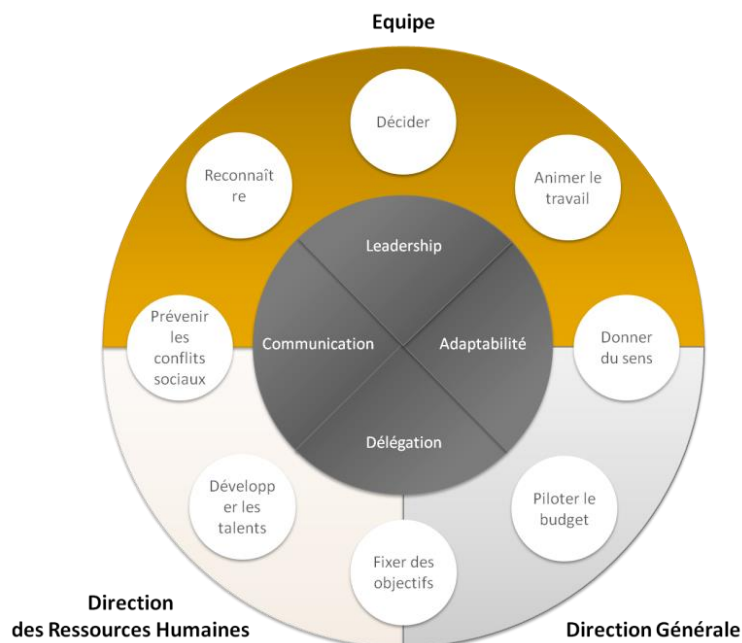 Equipe
Décider
Reconnaît
re
Animer le
travail
Leadership
Prévenir
les
conflits
sociaux
Communication
Adaptabilité
Donner
du sens
Délégation
Développ
er les
talents
Piloter le
budget
Fixer des
objectifs
Direction
des Ressources Humaines
Direction Générale